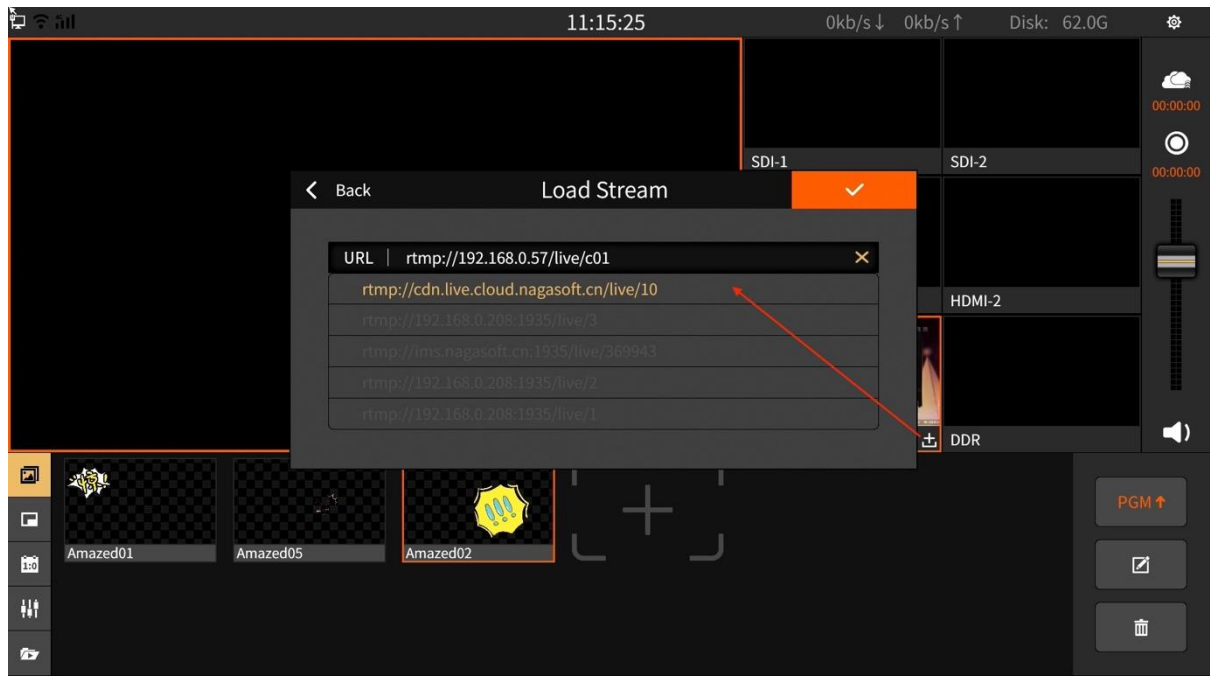 11:15:25
0kb/s↓ 0kb/s↑ Disk: 62.0G
00:00:00
SDI-1
SDI-2
00:00:00
Back
Load Stream
URL
rtmp://192.168.0.57/live/c01
rtmp://cdn.live.cloud.nagasoft.cn/live/10
HDMI-2
rtmp://192.168.0.208:1935/live/3
rtmp://ims.nagasoft.cn:1935/live/369943
rtmp://192.168.0.208:1935/live/2
rtmp://192.168.0.208:1935/live/1
DDR
惊!
Amazed01
Amazed05
!!!
Amazed02
PGM↑
1:0